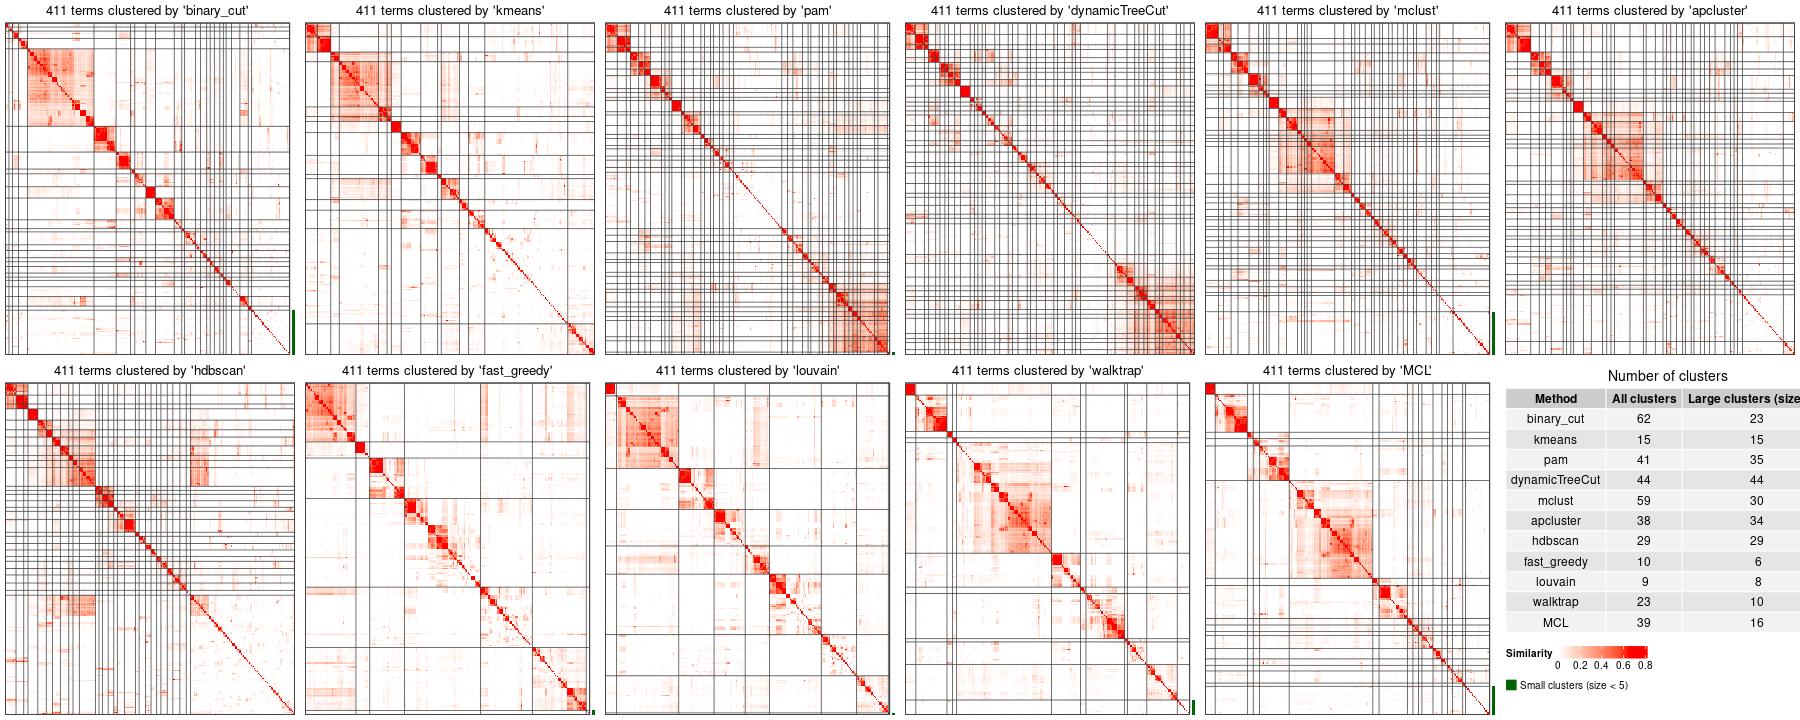 411 terms clustered by 'binary_cut'
411 terms clustered by 'kmeans'
411 terms clustered by 'pam'
411 terms clustered by 'dynamicTreeCut'
411 terms clustered by 'mclust'
411 terms clustered by 'apcluster'
411 terms clustered by 'hdbscan'
411 terms clustered by 'fast_greedy'
411 terms clustered by 'louvain'
411 terms clustered by 'walktrap'
411 terms clustered by 'MCL'
Number of clusters
Method All clusters Large clusters (size
binary_cut 62 23
kmeans 15 15
pam 41 35
dynamicTreeCut 44 44
mclust 59 30
apcluster 38 34
hdbscan 29 29
fast_greedy 10 6
louvain 9 8
walktrap 23 10
MCL 39 16
Similarity
0 0.2 0.4 0.6 0.8
Small clusters (size < 5)